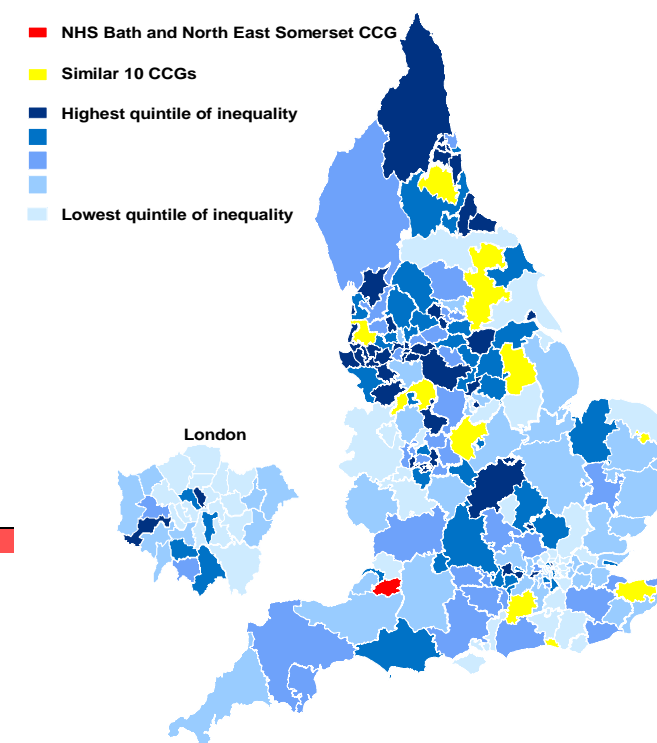 NHS Bath and North East Somerset CCG
Similar 10 CCGs
Highest quintile of inequality
Lowest quintile of inequality
London